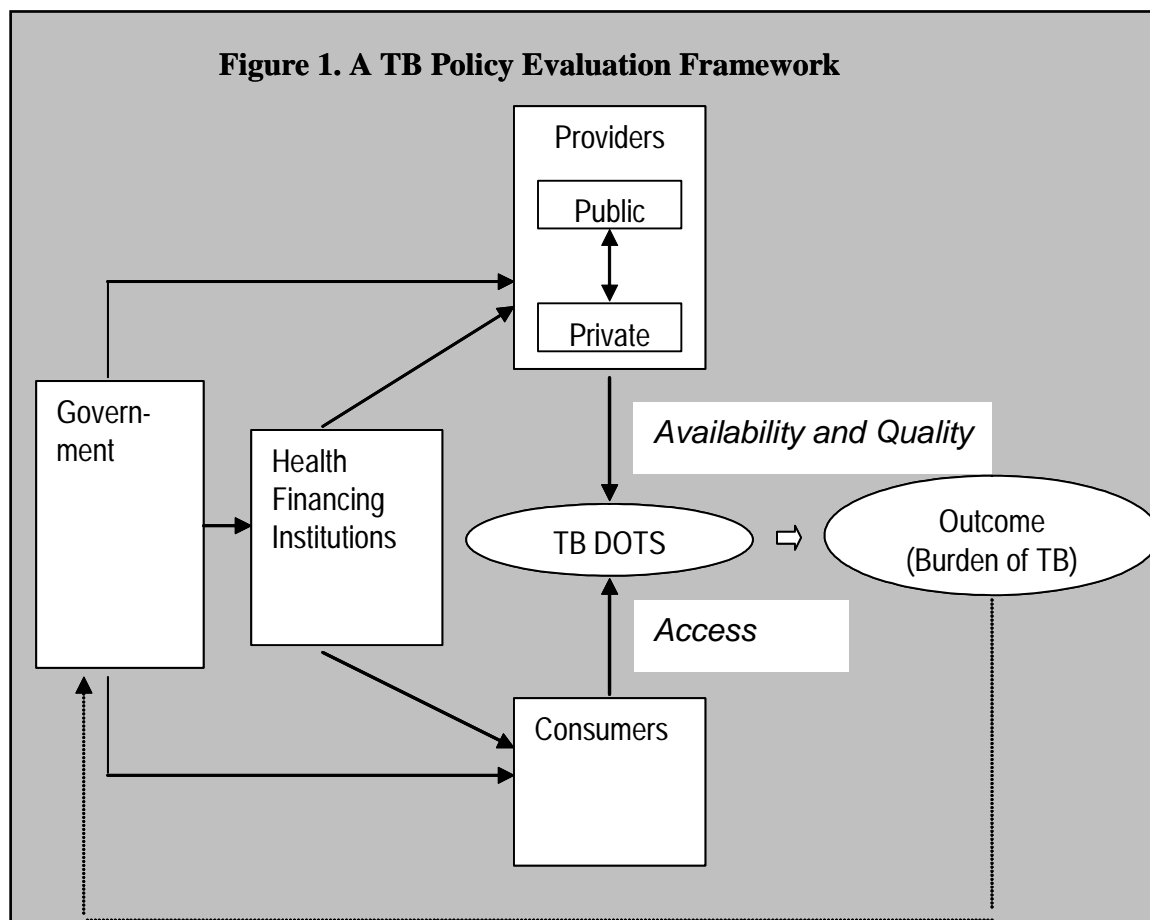 Figure 1. A TB Policy Evaluation Framework
Providers
Public
Private
Govern-
ment
Health
Financing
Institutions
Availability and Quality
TB DOTS
Outcome
(Burden of TB)
Access
Consumers